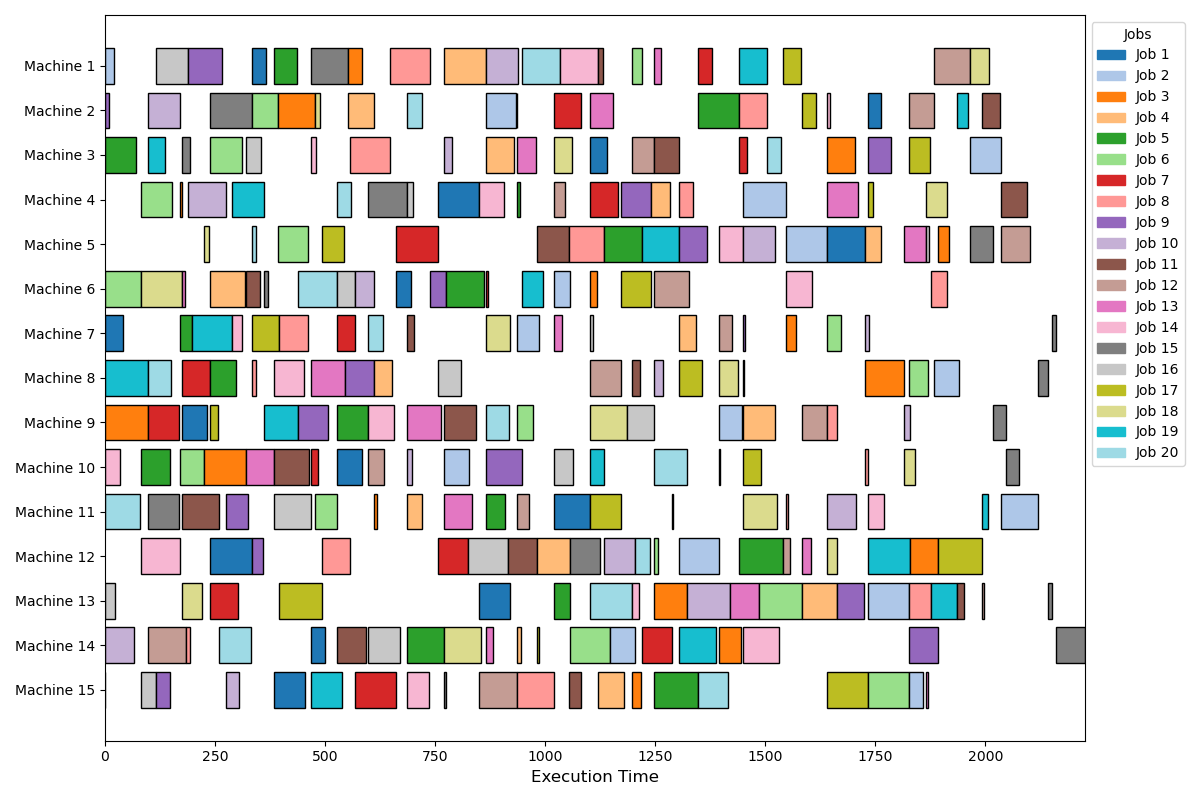 Machine 1
Machine 2
Machine 3
Machine 4
Machine 5
Machine 6
Machine 7
Machine 8
Machine 9
Machine 10
Machine 11
Machine 12
Machine 13
Machine 14
Machine 15
0 250 500 750 1000 1250 1500 1750 2000
Execution Time
Jobs
Job 1
Job 2
Job 3
Job 4
Job 5
Job 6
Job 7
Job 8
Job 9
Job 10
Job 11
Job 12
Job 13
Job 14
Job 15
Job 16
Job 17
Job 18
Job 19
Job 20